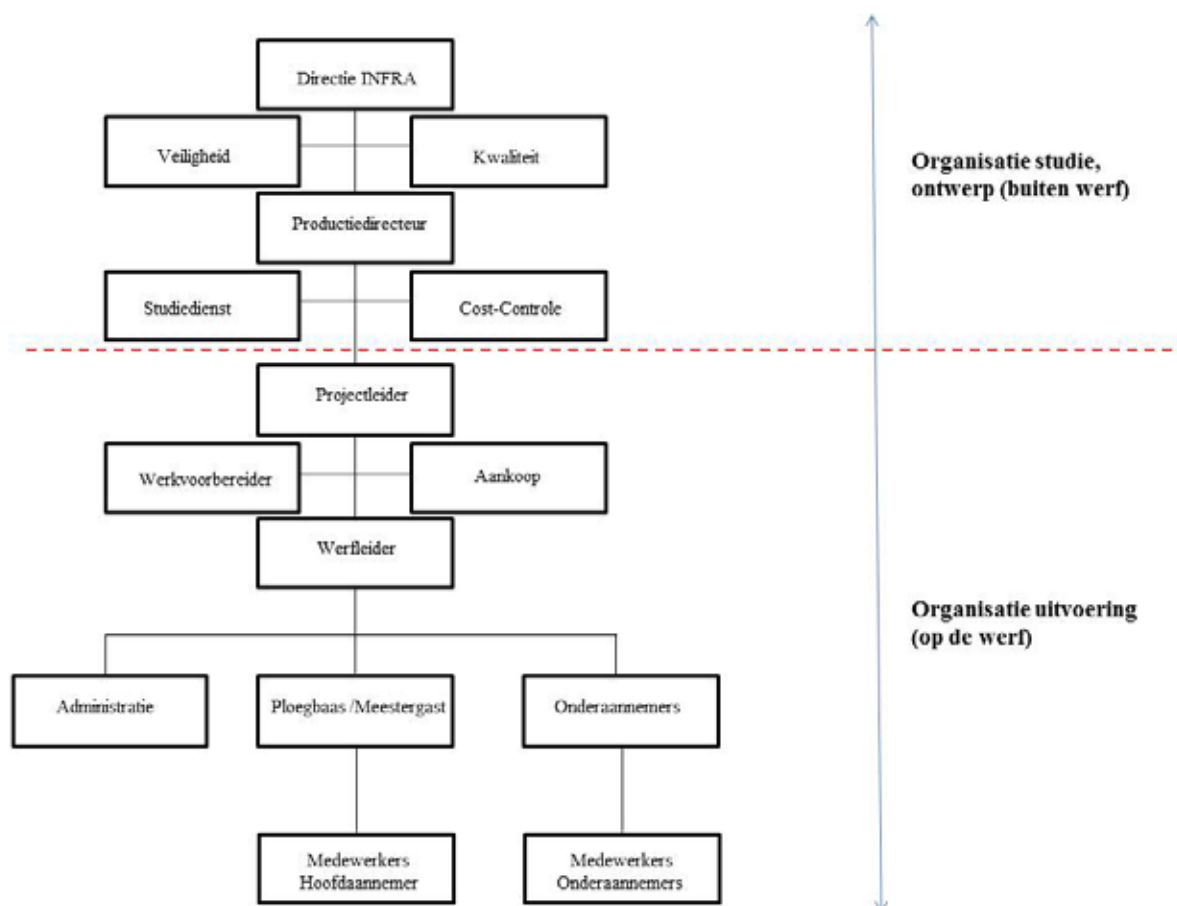 Directie INFRA
Veiligheid
Kwaliteit
Organisatie studie,
ontwerp (buiten werf)
Productiedirecteur
Studiedienst
Cost-Controle
Projectleider
Werkvoorbereider
Aankoop
Werfleider
Organisatie uitvoering
(op de werf)
Administratie
Ploegbaas /Meestergast
Onderaannemers
Medewerkers
Hoofdaannemer
Medewerkers
Onderaannemers